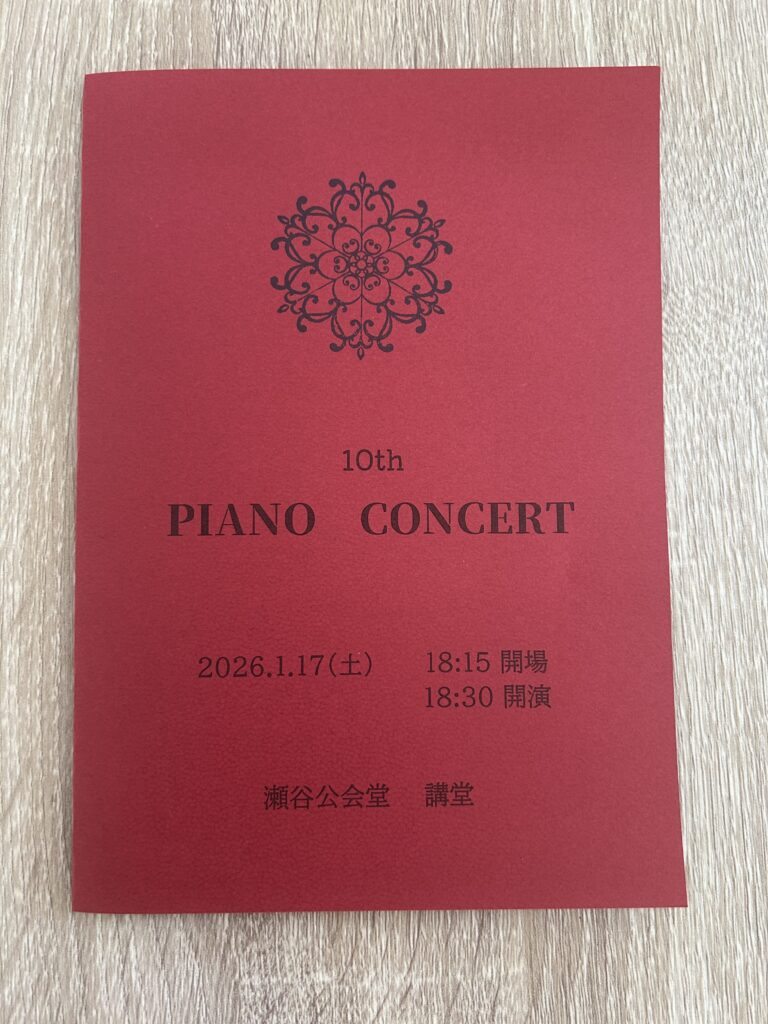 10th
PIANO CONCERT
2026.1.17(土) 18:15 開場
18:30 開演
瀬谷公会堂 講堂